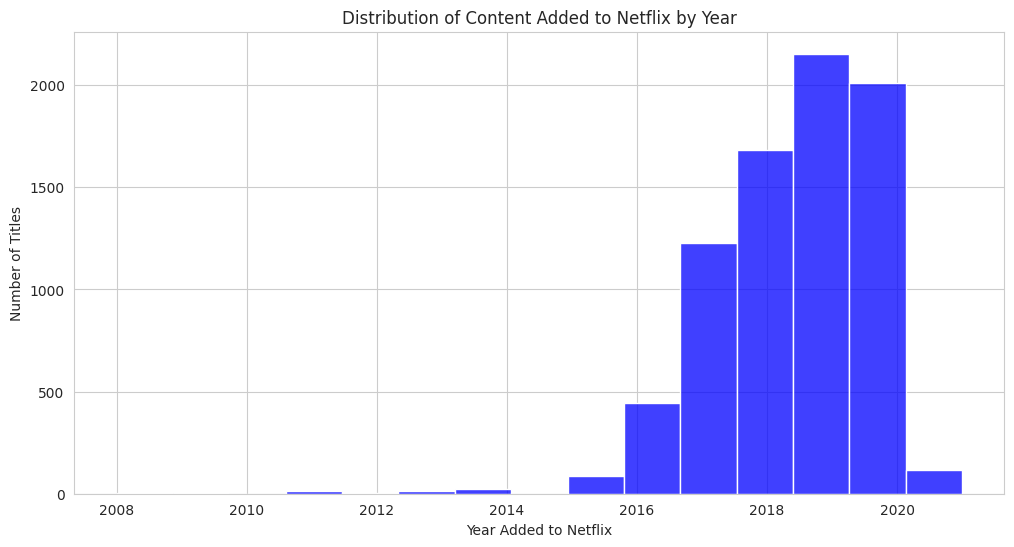 Distribution of Content Added to Netflix by Year
Number of Titles
2000
1500
1000
500
0
2008 2010 2012 2014 2016 2018 2020
Year Added to Netflix